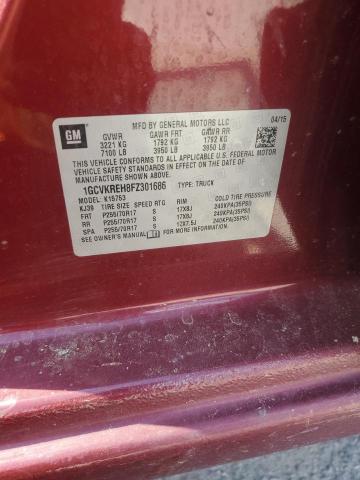 GM
MFD BY GENERAL MOTORS LLC 04/15
GVWR GAWR FRT GAWR RR
3221 KG 1792 KG 1792 KG
7100 LB 3950 LB 3950 LB
THIS VEHICLE CONFORMS TO ALL APPLICABLE U.S. FEDERAL MOTOR
VEHICLE SAFETY STANDARDS IN EFFECT ON THE DATE OF
MANUFACTURE SHOWN ABOVE.
1GCVKREH8FZ301686 TYPE: TRUCK
MODEL: K15753
KJ39 TIRE SIZE SPEED RTG RIM COLD TIRE PRESSURE
FRT P255/70R17 S 17X8J 240KPA(35PSI)
RR P255/70R17 S 17X8J 240KPA(35PSI)
SPA P255/70R17 S 17X7.5J 240KPA(35PSI)
SEE OWNER'S MANUAL